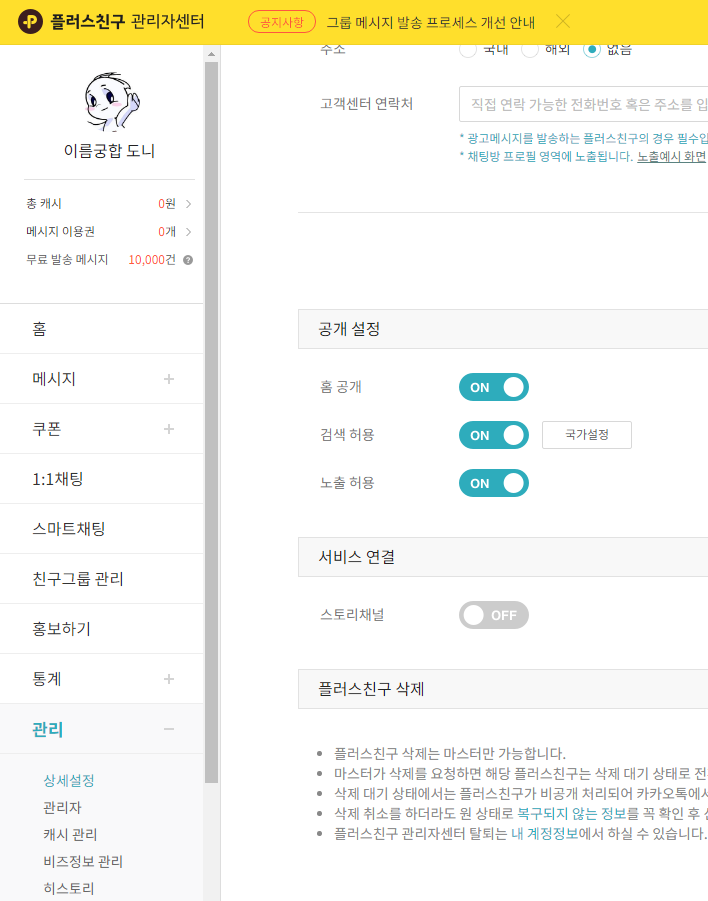 플러스친구 관리자센터
공지사항 그룹 메시지 발송 프로세스 개선 안내
이름궁합 도니
총 캐시 0원
메시지 이용권 0개
무료 발송 메시지 10,000건
홈
메시지
쿠폰
1:1채팅
스마트채팅
친구그룹 관리
홍보하기
통계
관리
상세설정
관리자
캐시 관리
비즈정보 관리
히스토리
주소 국내 해외 없음
고객센터 연락처 직접 연락 가능한 전화번호 혹은 주소를 입
* 광고메시지를 발송하는 플러스친구의 경우 필수입
* 채팅방 프로필 영역에 노출됩니다. 노출예시 화면
공개 설정
홈 공개 ON
검색 허용 ON 국가설정
노출 허용 ON
서비스 연결
스토리채널 OFF
플러스친구 삭제
플러스친구 삭제는 마스터만 가능합니다.
마스터가 삭제를 요청하면 해당 플러스친구는 삭제 대기 상태로 전
삭제 대기 상태에서는 플러스친구가 비공개 처리되어 카카오톡에서
삭제 취소를 하더라도 원 상태로 복구되지 않는 정보를 꼭 확인 후
플러스친구 관리자센터 탈퇴는 내 계정정보에서 하실 수 있습니다.